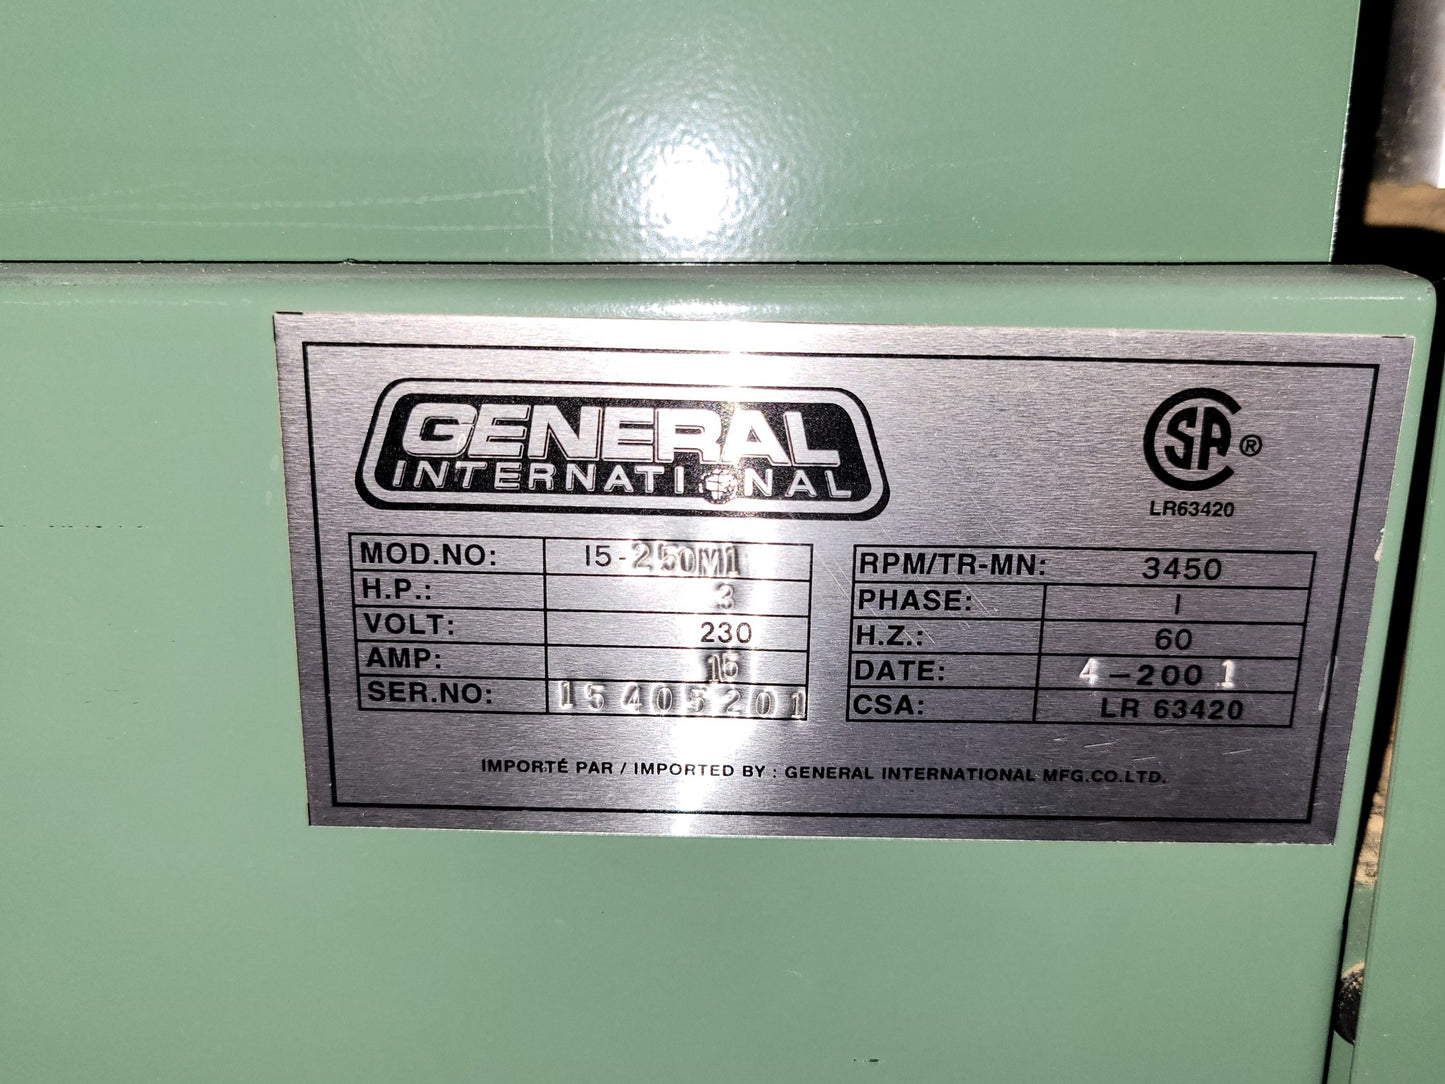 GENERAL
INTERNATIONAL
SA ®
LR63420
MOD.NO: 15-250M1
H.P.: 3
VOLT: 230
AMP: 15
SER.NO: 15405201
RPM/TR-MN: 3450
PHASE: 1
H.Z.: 60
DATE: 4-2001
CSA: LR 63420
IMPORTÉ PAR / IMPORTED BY : GENERAL INTERNATIONAL MFG.CO.LTD.